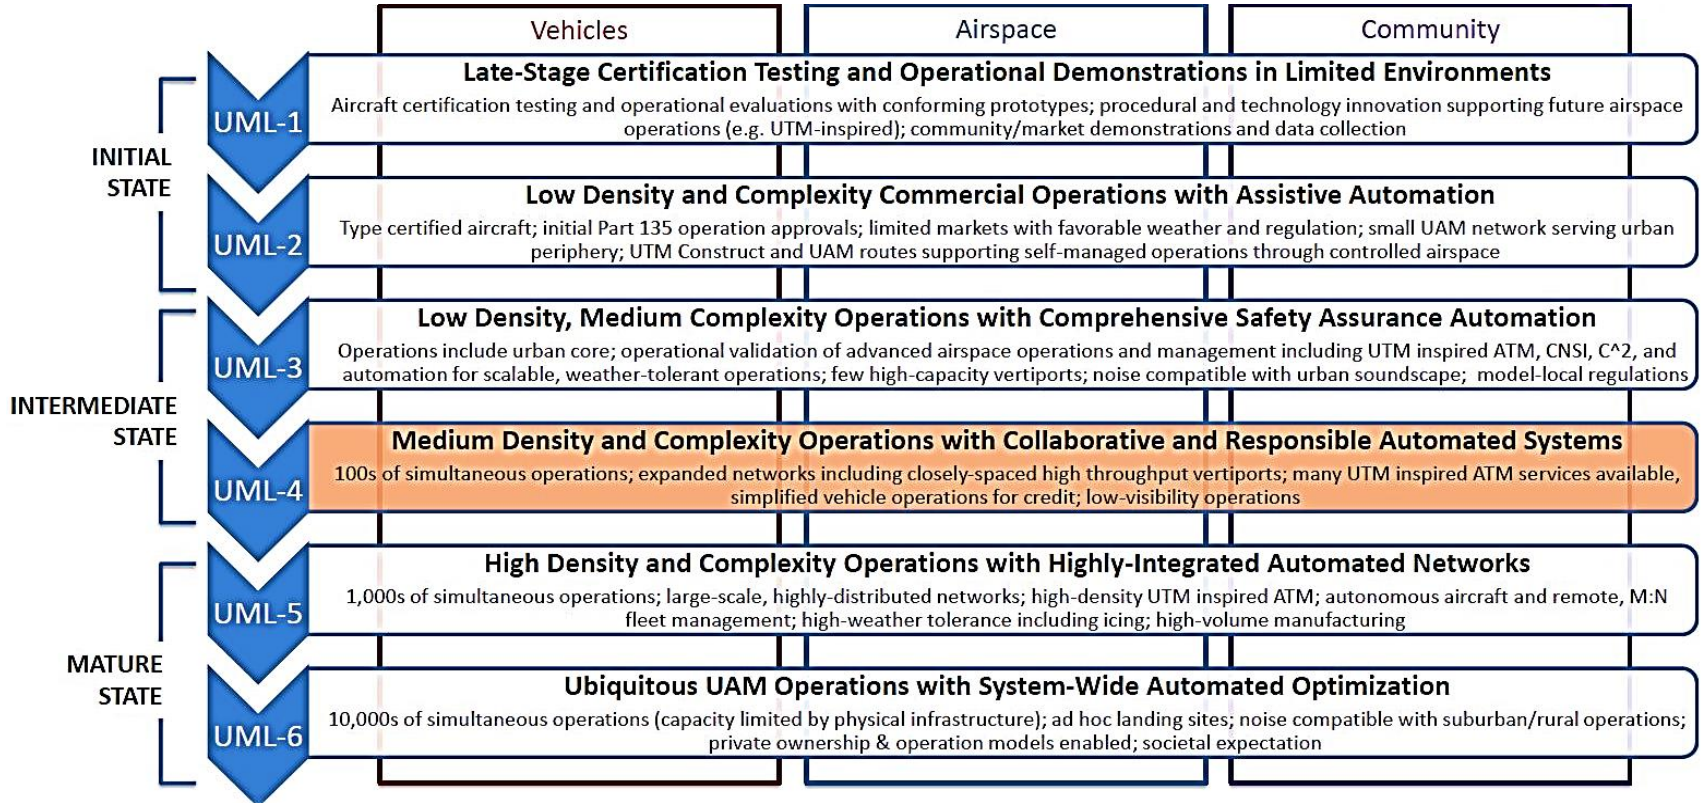 Vehicles
Airspace
Community
INITIAL
STATE
UML-1
Late-Stage Certification Testing and Operational Demonstrations in Limited Environments
Aircraft certification testing and operational evaluations with conforming prototypes; procedural and technology innovation supporting future airspace
operations (e.g. UTM-inspired); community/market demonstrations and data collection
UML-2
Low Density and Complexity Commercial Operations with Assistive Automation
Type certified aircraft; initial Part 135 operation approvals; limited markets with favorable weather and regulation; small UAM network serving urban
periphery; UTM Construct and UAM routes supporting self-managed operations through controlled airspace
INTERMEDIATE
STATE
UML-3
Low Density, Medium Complexity Operations with Comprehensive Safety Assurance Automation
Operations include urban core; operational validation of advanced airspace operations and management including UTM inspired ATM, CNSI, C^2, and
automation for scalable, weather-tolerant operations; few high-capacity vertiports; noise compatible with urban soundscape; model-local regulations
UML-4
Medium Density and Complexity Operations with Collaborative and Responsible Automated Systems
100s of simultaneous operations; expanded networks including closely-spaced high throughput vertiports; many UTM inspired ATM services available,
simplified vehicle operations for credit; low-visibility operations
MATURE
STATE
UML-5
High Density and Complexity Operations with Highly-Integrated Automated Networks
1,000s of simultaneous operations; large-scale, highly-distributed networks; high-density UTM inspired ATM; autonomous aircraft and remote, M:N
fleet management; high-weather tolerance including icing; high-volume manufacturing
UML-6
Ubiquitous UAM Operations with System-Wide Automated Optimization
10,000s of simultaneous operations (capacity limited by physical infrastructure); ad hoc landing sites; noise compatible with suburban/rural operations;
private ownership & operation models enabled; societal expectation